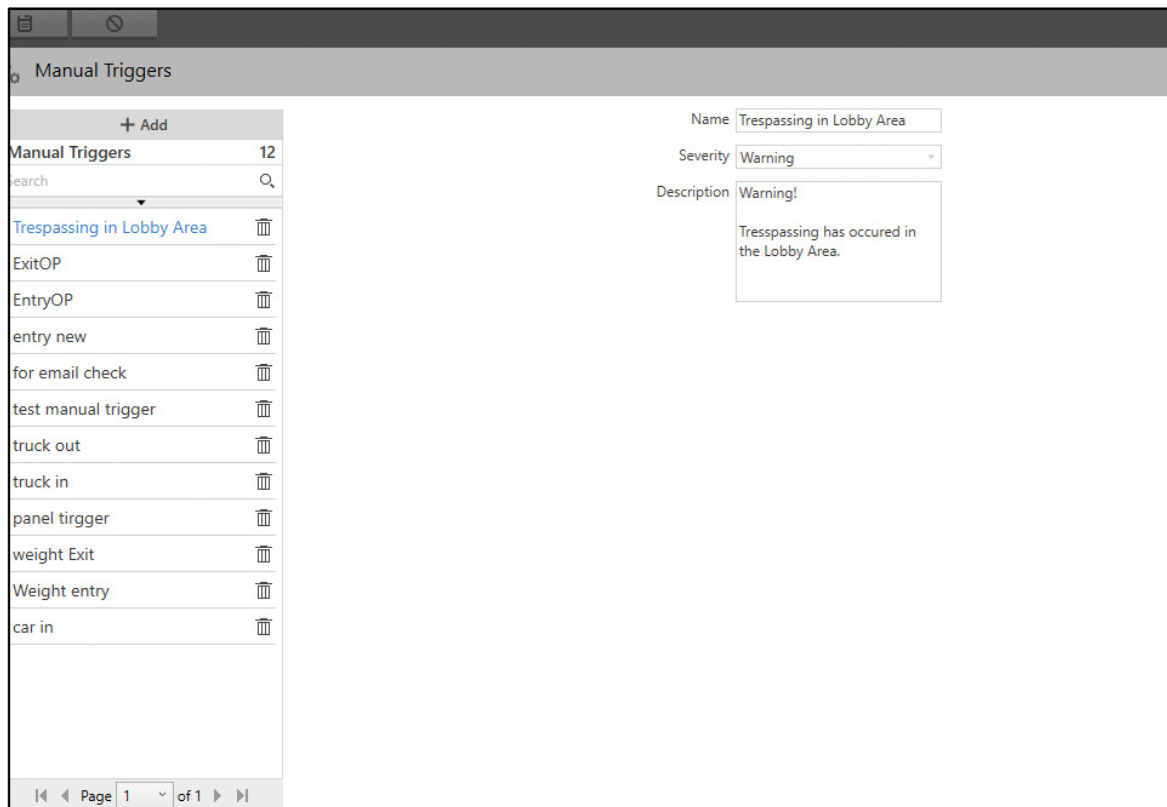 Manual Triggers
+ Add
Manual Triggers 12
Search
Trespassing in Lobby Area
ExitOP
EntryOP
entry new
for email check
test manual trigger
truck out
truck in
panel tirgger
weight Exit
Weight entry
car in
Page 1 of 1
Name Trespassing in Lobby Area
Severity Warning
Description Warning!
Tresspassing has occured in
the Lobby Area.